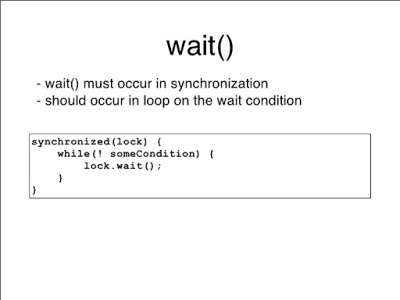 wait()
- wait() must occur in synchronization
- should occur in loop on the wait condition
synchronized(lock) {
    while(! someCondition) {
        lock.wait();
    }
}